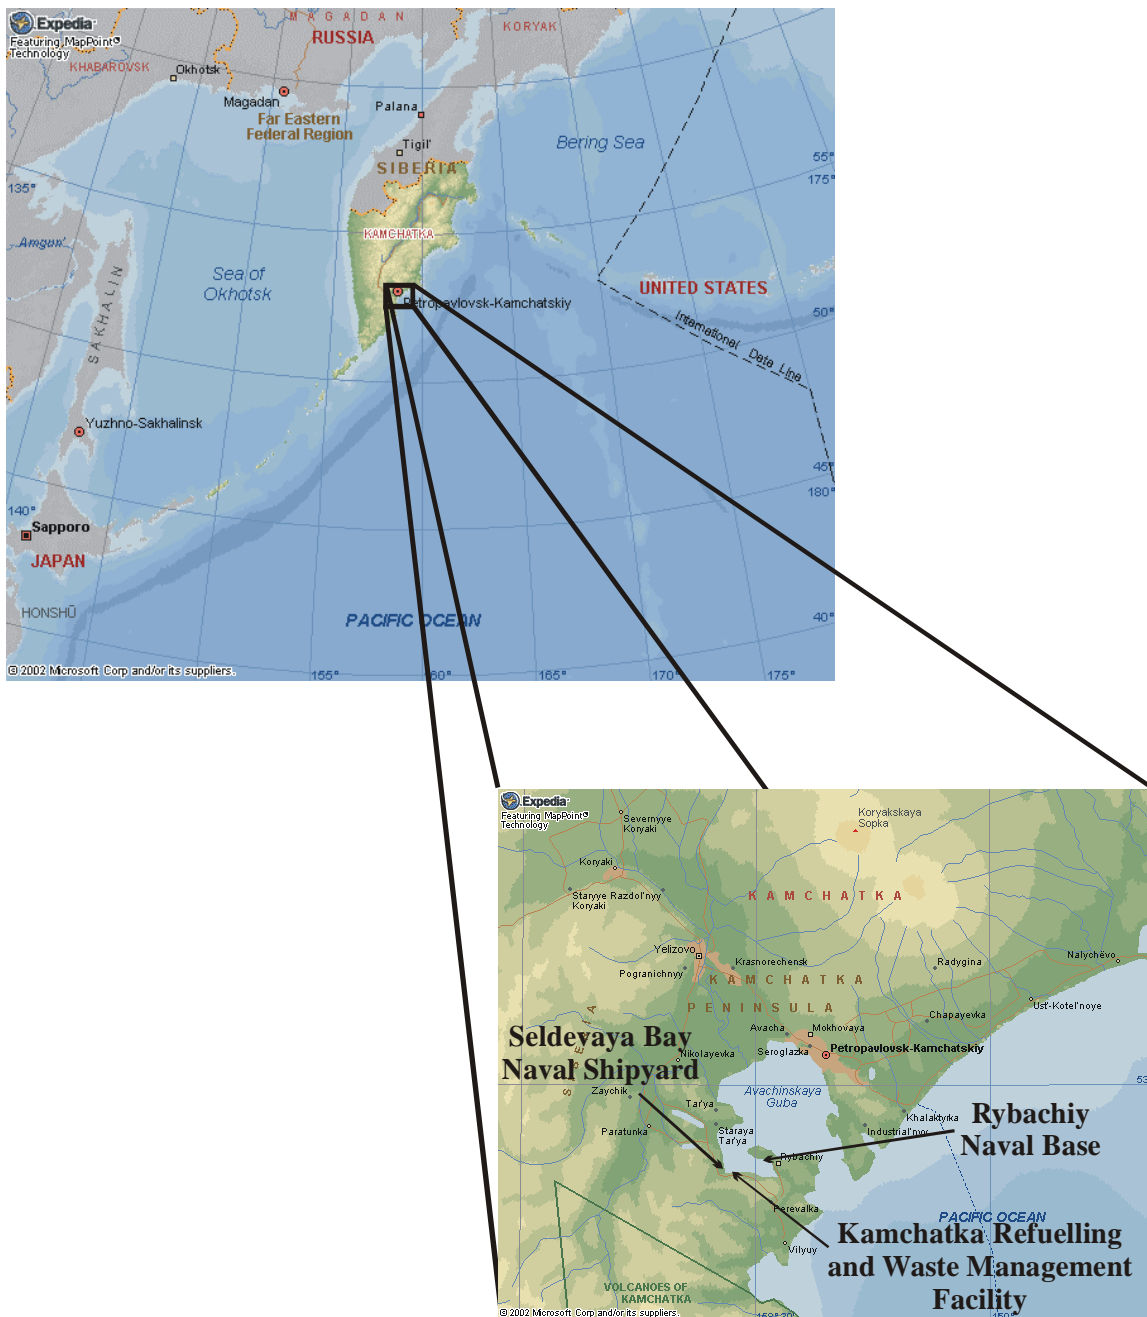 Expedia
Featuring MapPoint
Technology
MAGADAN
RUSSIA
KORYAK
KHABAROVSK
Okhotsk
Magadan
Far Eastern
Federal Region
Palana
Tigil'
SIBERIA
Bering Sea
55°
175°
135°
Amgun'
KAMCHATKA
Sea of
Okhotsk
SAKHALIN
Petropavlovsk-Kamchatskiy
UNITED STATES
50°
International Date Line
Yuzhno-Sakhalinsk
45°
180°
140°
Sapporo
JAPAN
HONSHŪ
PACIFIC OCEAN
40°
© 2002 Microsoft Corp and/or its suppliers.
155°
160°
165°
170°
175°
Expedia
Featuring MapPoint
Technology
Severnyye
Koryaki
Koryakskaya
Sopka
Koryaki
Staryye
Koryaki
Razdol'nyy
KAMCHATKA
Yelizovo
Pogranichnyy
Krasnorechensk
Radygina
Nalychëvo
KAMCHATKA
PENINSULA
Ust'-Kotel'noye
Chapayevka
Avacha
Mokhovaya
Seroglazka
Petropavlovsk-Kamchatskiy
SIBERIA
Seldevaya Bay
Naval Shipyard
Nikolayevka
Zaychik
Avachinskaya
Guba
53
Tar'ya
Staraya
Tar'ya
Paratunka
Khalaktyrka
Industrial'nyy
Rybachiy
Naval Base
Rybachiy
Perevalka
PACIFIC OCEAN
Vilyuy
Kamchatka Refuelling
and Waste Management
Facility
VOLCANOES OF
KAMCHATKA
© 2002 Microsoft Corp and/or its suppliers.